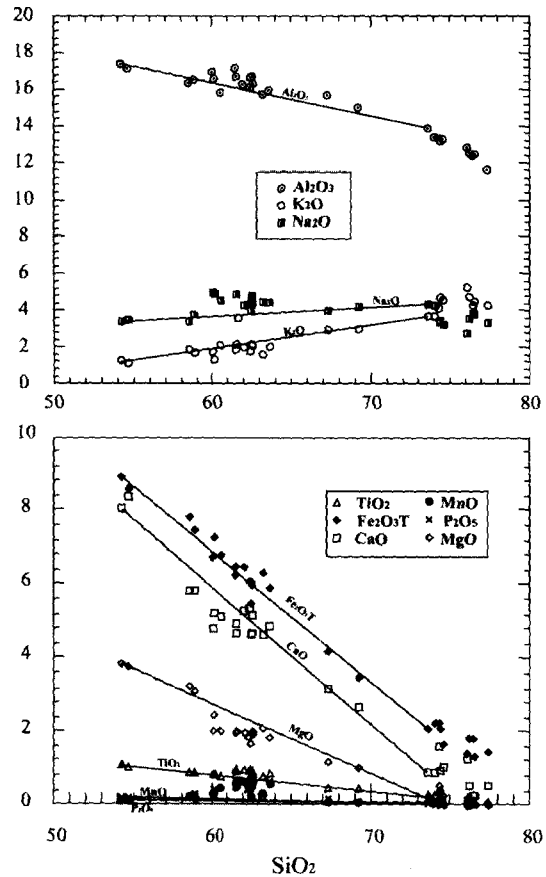 20
18
16
14
12
10
8
6
4
2
0
Al₂O₃
Al₂O₃
K₂O
Na₂O
Na₂O
K₂O
50 60 70 80
10
8
6
4
2
0
TiO₂ MnO
Fe₂O₃T P₂O₅
CaO MgO
Fe₂O₃T
CaO
MgO
TiO₂
MnO
P₂O₅
50 60 70 80
SiO₂